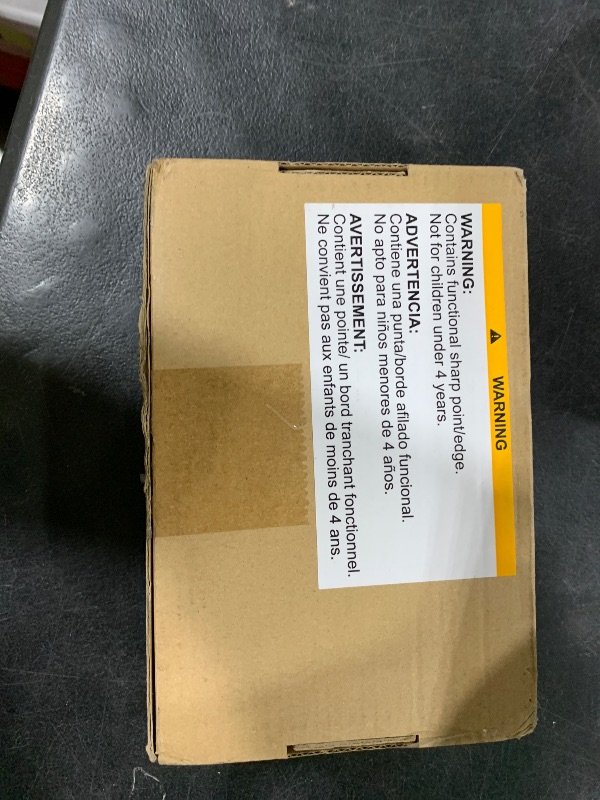 WARNING
WARNING:
Contains functional sharp point/edge.
Not for children under 4 years.
ADVERTENCIA:
Contiene una punta/borde afilado funcional.
No apto para niños menores de 4 años.
AVERTISSEMENT:
Contient une pointe/ un bord tranchant fonctionnel.
Ne convient pas aux enfants de moins de 4 ans.